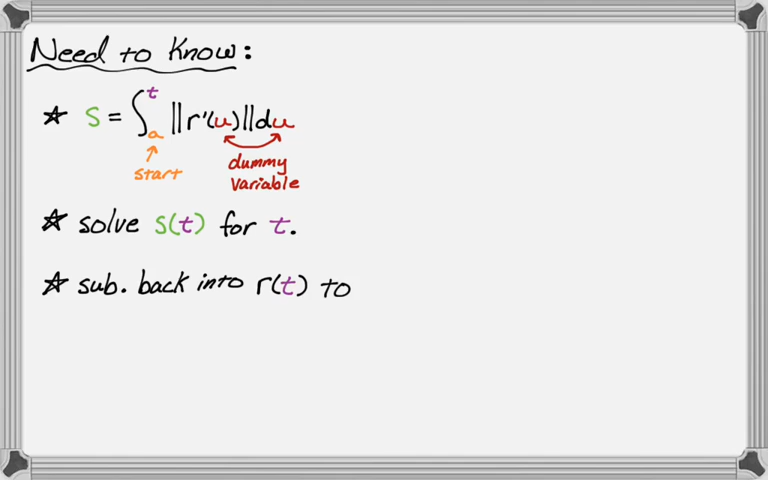 Need to Know:
☆ S = ∫ₐᵗ ||r'(u)||du
start
dummy
variable
☆ solve s(t) for t.
☆ sub. back into r(t) to